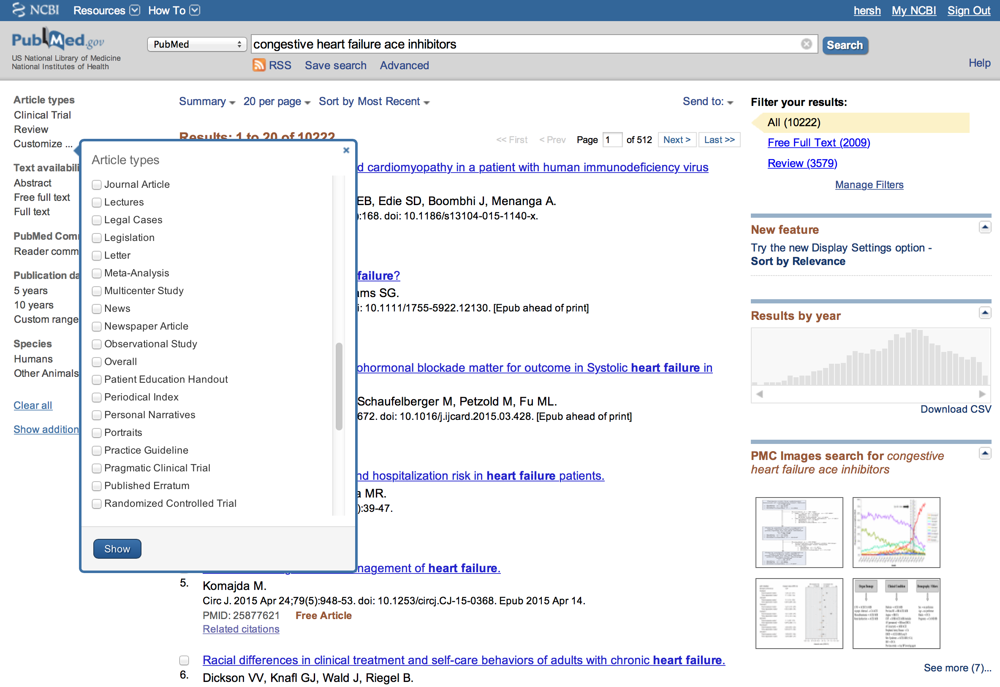 NCBI Resources How To hersh My NCBI Sign Out
PubMed.gov
US National Library of Medicine
National Institutes of Health
PubMed congestive heart failure ace inhibitors Search
RSS Save search Advanced
Help
Article types
Clinical Trial
Review
Customize ...
Text availabili
Abstract
Free full text
Full text
PubMed Com
Reader comm
Publication da
5 years
10 years
Custom range
Species
Humans
Other Animals
Clear all
Show addition
Summary 20 per page Sort by Most Recent Send to:
Results: 1 to 20 of 10222
<< First < Prev Page 1 of 512 Next > Last >>
Article types
Journal Article
Lectures
Legal Cases
Legislation
Letter
Meta-Analysis
Multicenter Study
News
Newspaper Article
Observational Study
Overall
Patient Education Handout
Periodical Index
Personal Narratives
Portraits
Practice Guideline
Pragmatic Clinical Trial
Published Erratum
Randomized Controlled Trial
Show
d cardiomyopathy in a patient with human immunodeficiency virus
EB, Edie SD, Boombhi J, Menanga A.
):168. doi: 10.1186/s13104-015-1140-x.
failure?
ams SG.
i: 10.1111/1755-5922.12130. [Epub ahead of print]
ohormonal blockade matter for outcome in Systolic heart failure in
Schaufelberger M, Petzold M, Fu ML.
672. doi: 10.1016/j.ijcard.2015.03.428. [Epub ahead of print]
nd hospitalization risk in heart failure patients.
a MR.
):39-47.
nagement of heart failure.
5. Komajda M.
Circ J. 2015 Apr 24;79(5):948-53. doi: 10.1253/circj.CJ-15-0368. Epub 2015 Apr 14.
PMID: 25877621 Free Article
Related citations
Racial differences in clinical treatment and self-care behaviors of adults with chronic heart failure.
6. Dickson VV, Knafl GJ, Wald J, Riegel B.
Filter your results:
All (10222)
Free Full Text (2009)
Review (3579)
Manage Filters
New feature
Try the new Display Settings option -
Sort by Relevance
Results by year
Download CSV
PMC Images search for congestive
heart failure ace inhibitors
Organ Damage Clinical Condition Demography / Others
See more (7)...